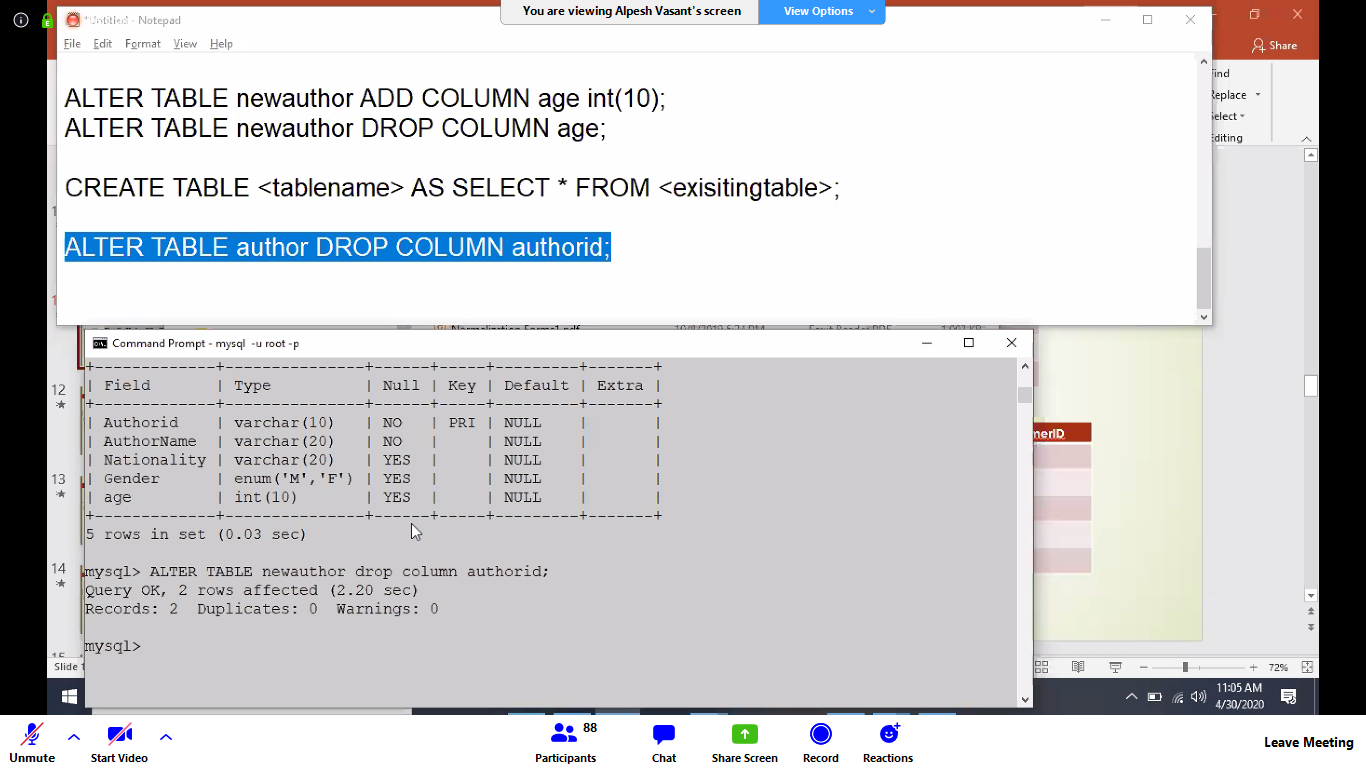 You are viewing Alpesh Vasant's screen
View Options
*Untitled - Notepad
File Edit Format View Help
Share
ALTER TABLE newauthor ADD COLUMN age int(10);
ALTER TABLE newauthor DROP COLUMN age;
CREATE TABLE <tablename> AS SELECT * FROM <exisitingtable>;
ALTER TABLE author DROP COLUMN authorid;
Editing
Command Prompt - mysql -u root -p
+-------------+---------------+------+-----+---------+-------+
| Field | Type | Null | Key | Default | Extra |
+-------------+---------------+------+-----+---------+-------+
| Authorid | varchar(10) | NO | PRI | NULL | |
| AuthorName | varchar(20) | NO | | NULL | |
| Nationality | varchar(20) | YES | | NULL | |
| Gender | enum('M','F') | YES | | NULL | |
| age | int(10) | YES | | NULL | |
+-------------+---------------+------+-----+---------+-------+
5 rows in set (0.03 sec)
mysql> ALTER TABLE newauthor drop column authorid;
Query OK, 2 rows affected (2.20 sec)
Records: 2 Duplicates: 0 Warnings: 0
mysql>
12
13
14
nerID
Slide 1
72%
11:05 AM
4/30/2020
Unmute
Start Video
88
Participants
Chat
Share Screen
Record
Reactions
Leave Meeting